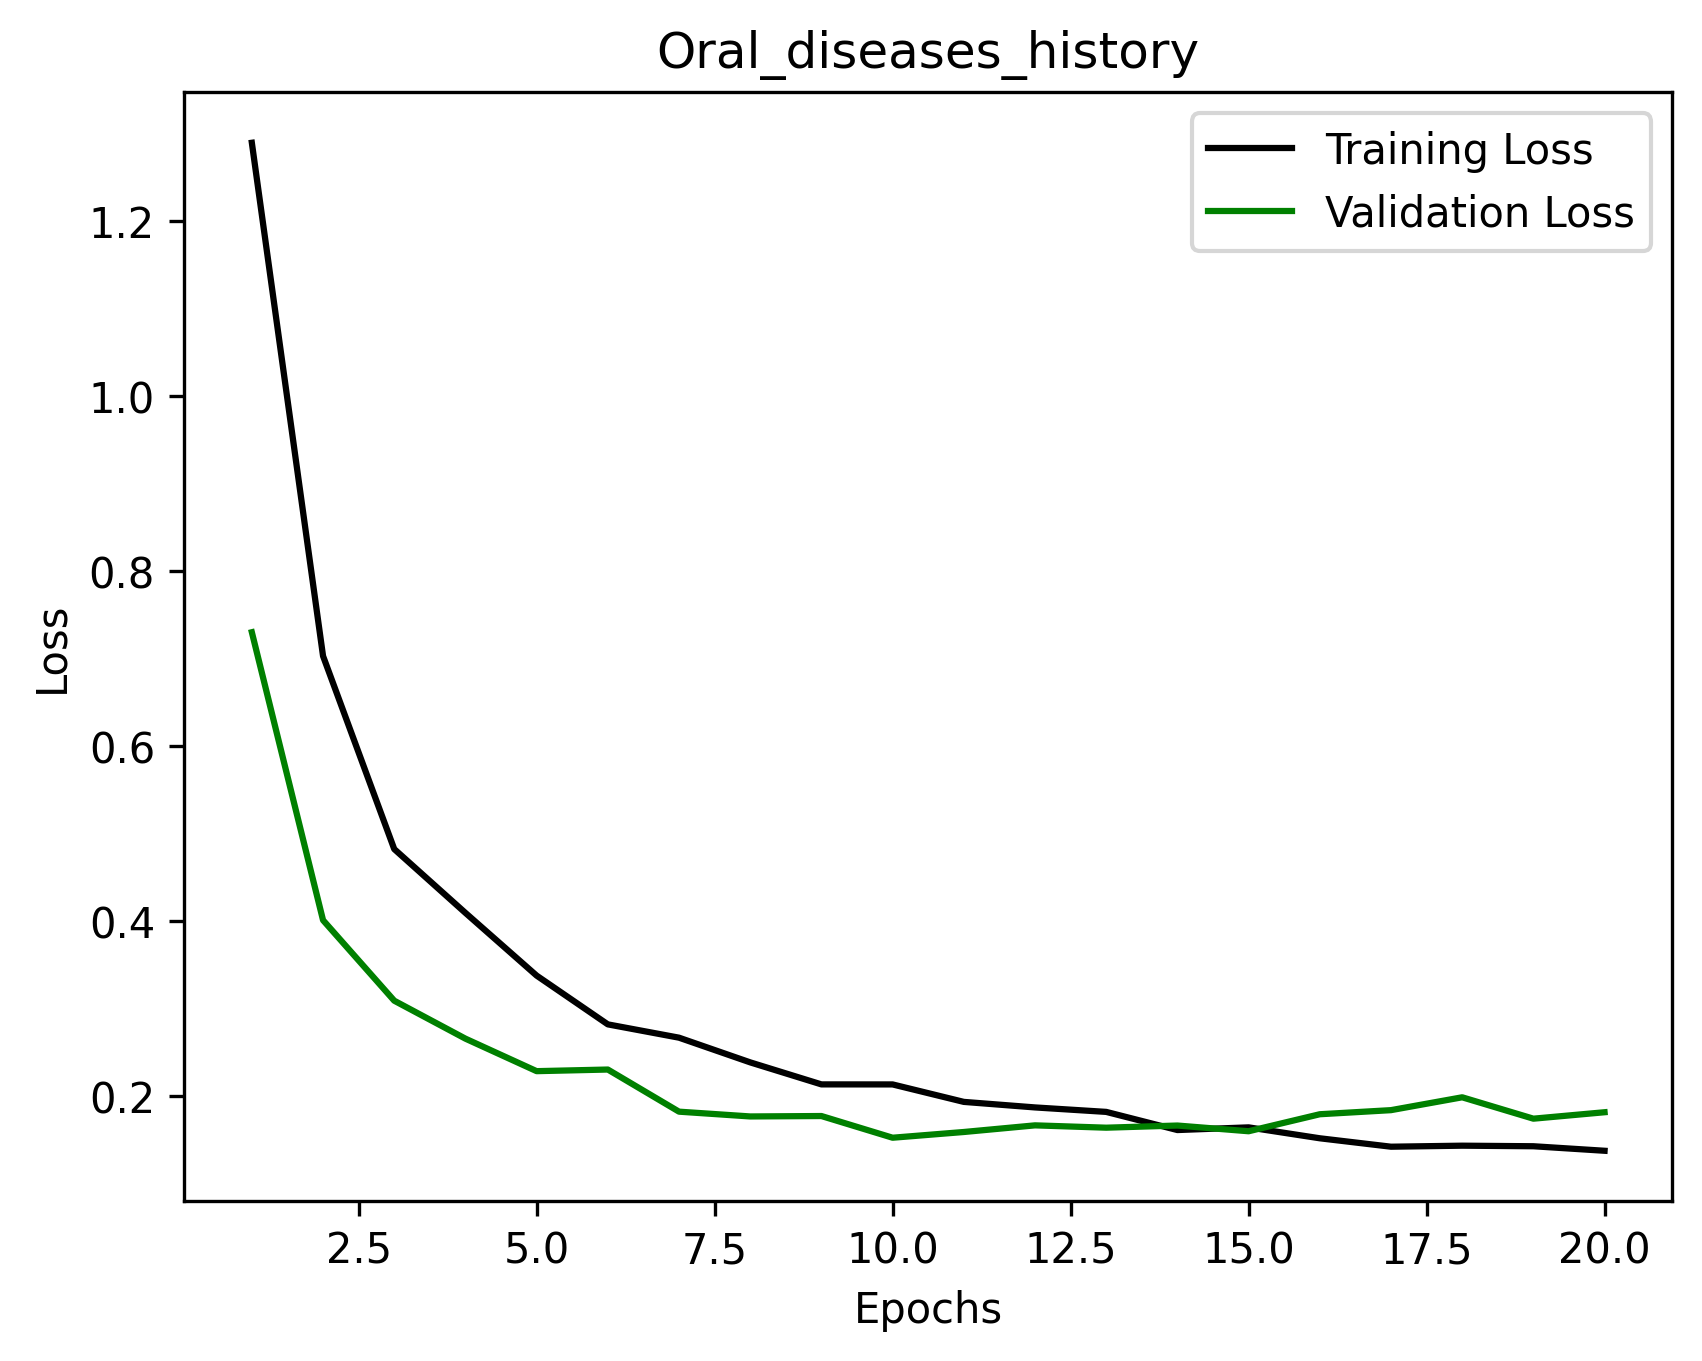 Oral_diseases_history
Training Loss
Validation Loss
1.2
1.0
0.8
0.6
0.4
0.2
Loss
2.5 5.0 7.5 10.0 12.5 15.0 17.5 20.0
Epochs